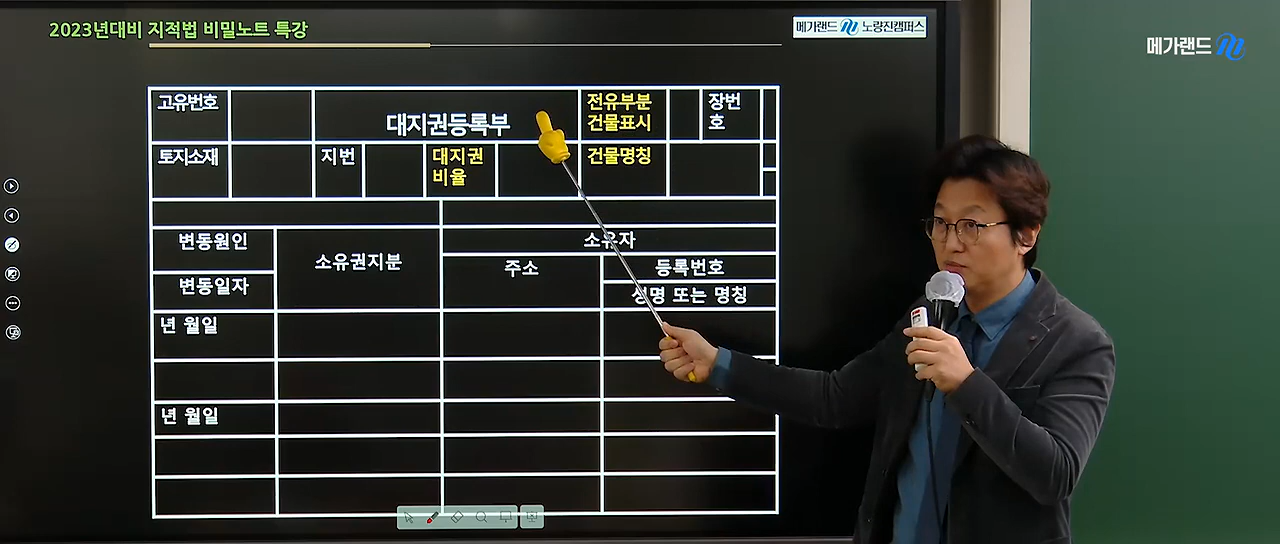 2023년대비 지적법 비밀노트 특강
메가랜드 노량진캠퍼스
메가랜드
고유번호
대지권등록부
전유부분
건물표시
장번
호
토지소재
지번
대지권
비율
건물명칭
변동원인
변동일자
소유권지분
소유자
주소
등록번호
성명 또는 명칭
년 월일
년 월일